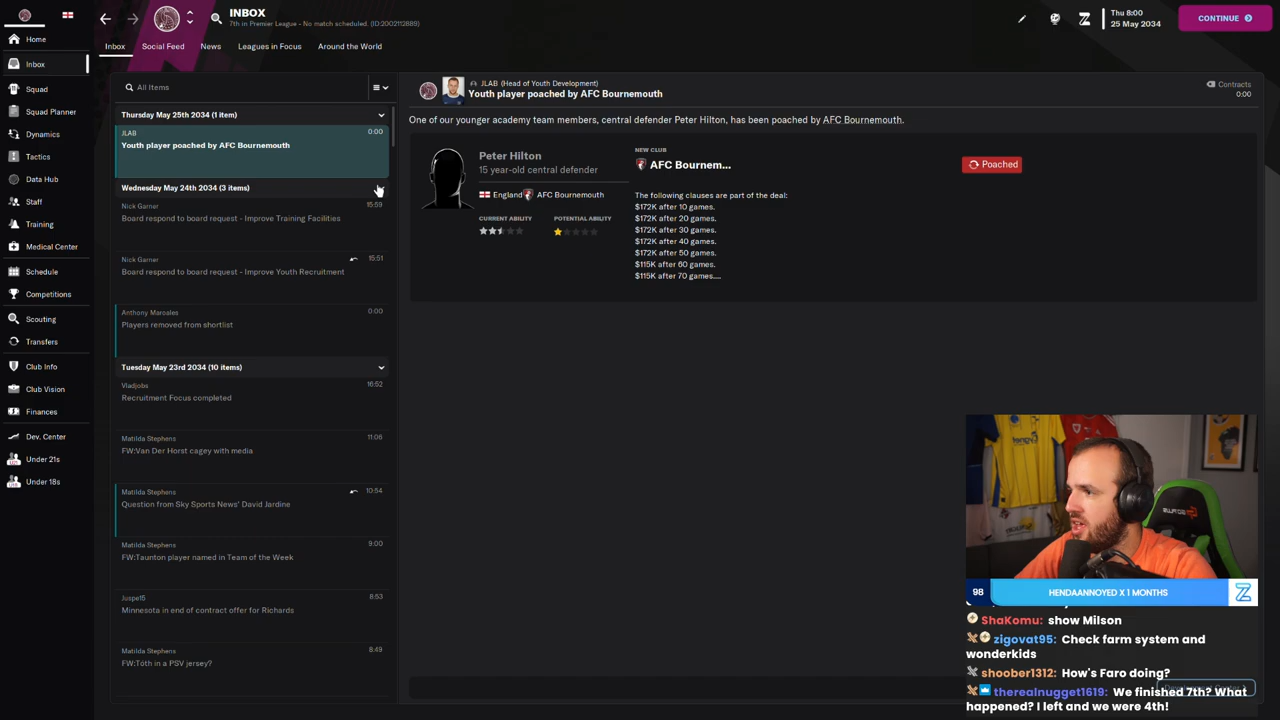 INBOX
7th in Premier League - No match scheduled. (ID:2002112889)
Thu 8:00
25 May 2034
CONTINUE
Home
Inbox
Squad
Squad Planner
Dynamics
Tactics
Data Hub
Staff
Training
Medical Center
Schedule
Competitions
Scouting
Transfers
Club Info
Club Vision
Finances
Dev. Center
Under 21s
Under 18s
Inbox
Social Feed
News
Leagues in Focus
Around the World
All Items
Thursday May 25th 2034 (1 item)
JLAB 0:00
Youth player poached by AFC Bournemouth
Wednesday May 24th 2034 (3 items)
Nick Garner 15:59
Board respond to board request - Improve Training Facilities
Nick Garner 15:51
Board respond to board request - Improve Youth Recruitment
Anthony Maroales 0:00
Players removed from shortlist
Tuesday May 23rd 2034 (10 items)
Vladjobs 16:52
Recruitment Focus completed
Matilda Stephens 11:06
FW:Van Der Horst cagey with media
Matilda Stephens 10:54
Question from Sky Sports News' David Jardine
Matilda Stephens 9:00
FW:Taunton player named in Team of the Week
Juspe15 8:53
Minnesota in end of contract offer for Richards
Matilda Stephens 8:49
FW:Tóth in a PSV jersey?
JLAB (Head of Youth Development)
Youth player poached by AFC Bournemouth
Contracts
0:00
One of our younger academy team members, central defender Peter Hilton, has been poached by AFC Bournemouth.
Peter Hilton
15 year-old central defender
England AFC Bournemouth
CURRENT ABILITY
POTENTIAL ABILITY
NEW CLUB
AFC Bournem...
Poached
The following clauses are part of the deal:
$172K after 10 games.
$172K after 20 games.
$172K after 30 games.
$172K after 40 games.
$172K after 50 games.
$115K after 60 games.
$115K after 70 games....
98
HENDAANNOYED X 1 MONTHS
ShaKomu: show Milson
zigovat95: Check farm system and
wonderkids
shoober1312: How's Faro doing?
therealnugget1619: We finished 7th? What
happened? I left and we were 4th!